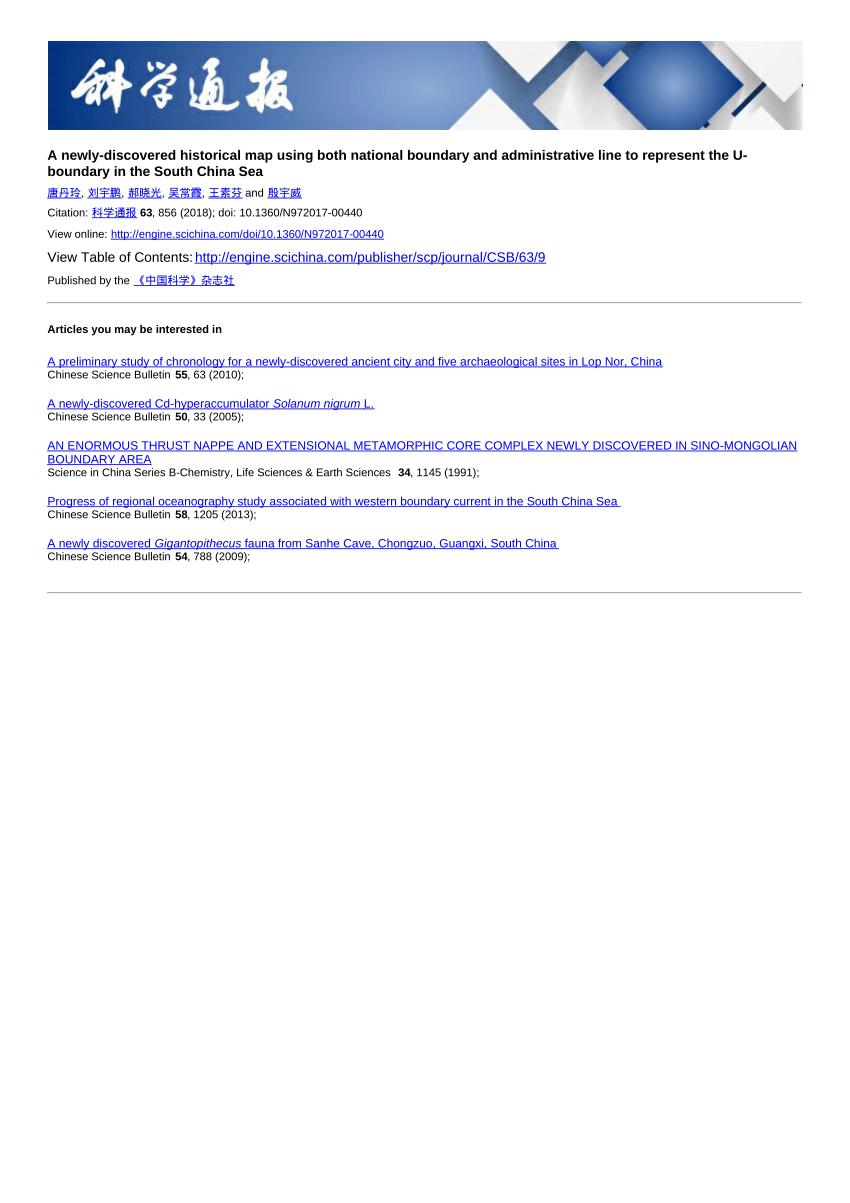 科学通报
A newly-discovered historical map using both national boundary and administrative line to represent the U-
boundary in the South China Sea
唐丹玲, 刘宇鹏, 郝晓光, 吴常霞, 王素芬 and 殷宇威
Citation: 科学通报 63, 856 (2018); doi: 10.1360/N972017-00440
View online: http://engine.scichina.com/doi/10.1360/N972017-00440
View Table of Contents: http://engine.scichina.com/publisher/scp/journal/CSB/63/9
Published by the 《中国科学》杂志社
Articles you may be interested in
A preliminary study of chronology for a newly-discovered ancient city and five archaeological sites in Lop Nor, China
Chinese Science Bulletin 55, 63 (2010);
A newly-discovered Cd-hyperaccumulator Solanum nigrum L.
Chinese Science Bulletin 50, 33 (2005);
AN ENORMOUS THRUST NAPPE AND EXTENSIONAL METAMORPHIC CORE COMPLEX NEWLY DISCOVERED IN SINO-MONGOLIAN
BOUNDARY AREA
Science in China Series B-Chemistry, Life Sciences & Earth Sciences 34, 1145 (1991);
Progress of regional oceanography study associated with western boundary current in the South China Sea
Chinese Science Bulletin 58, 1205 (2013);
A newly discovered Gigantopithecus fauna from Sanhe Cave, Chongzuo, Guangxi, South China
Chinese Science Bulletin 54, 788 (2009);